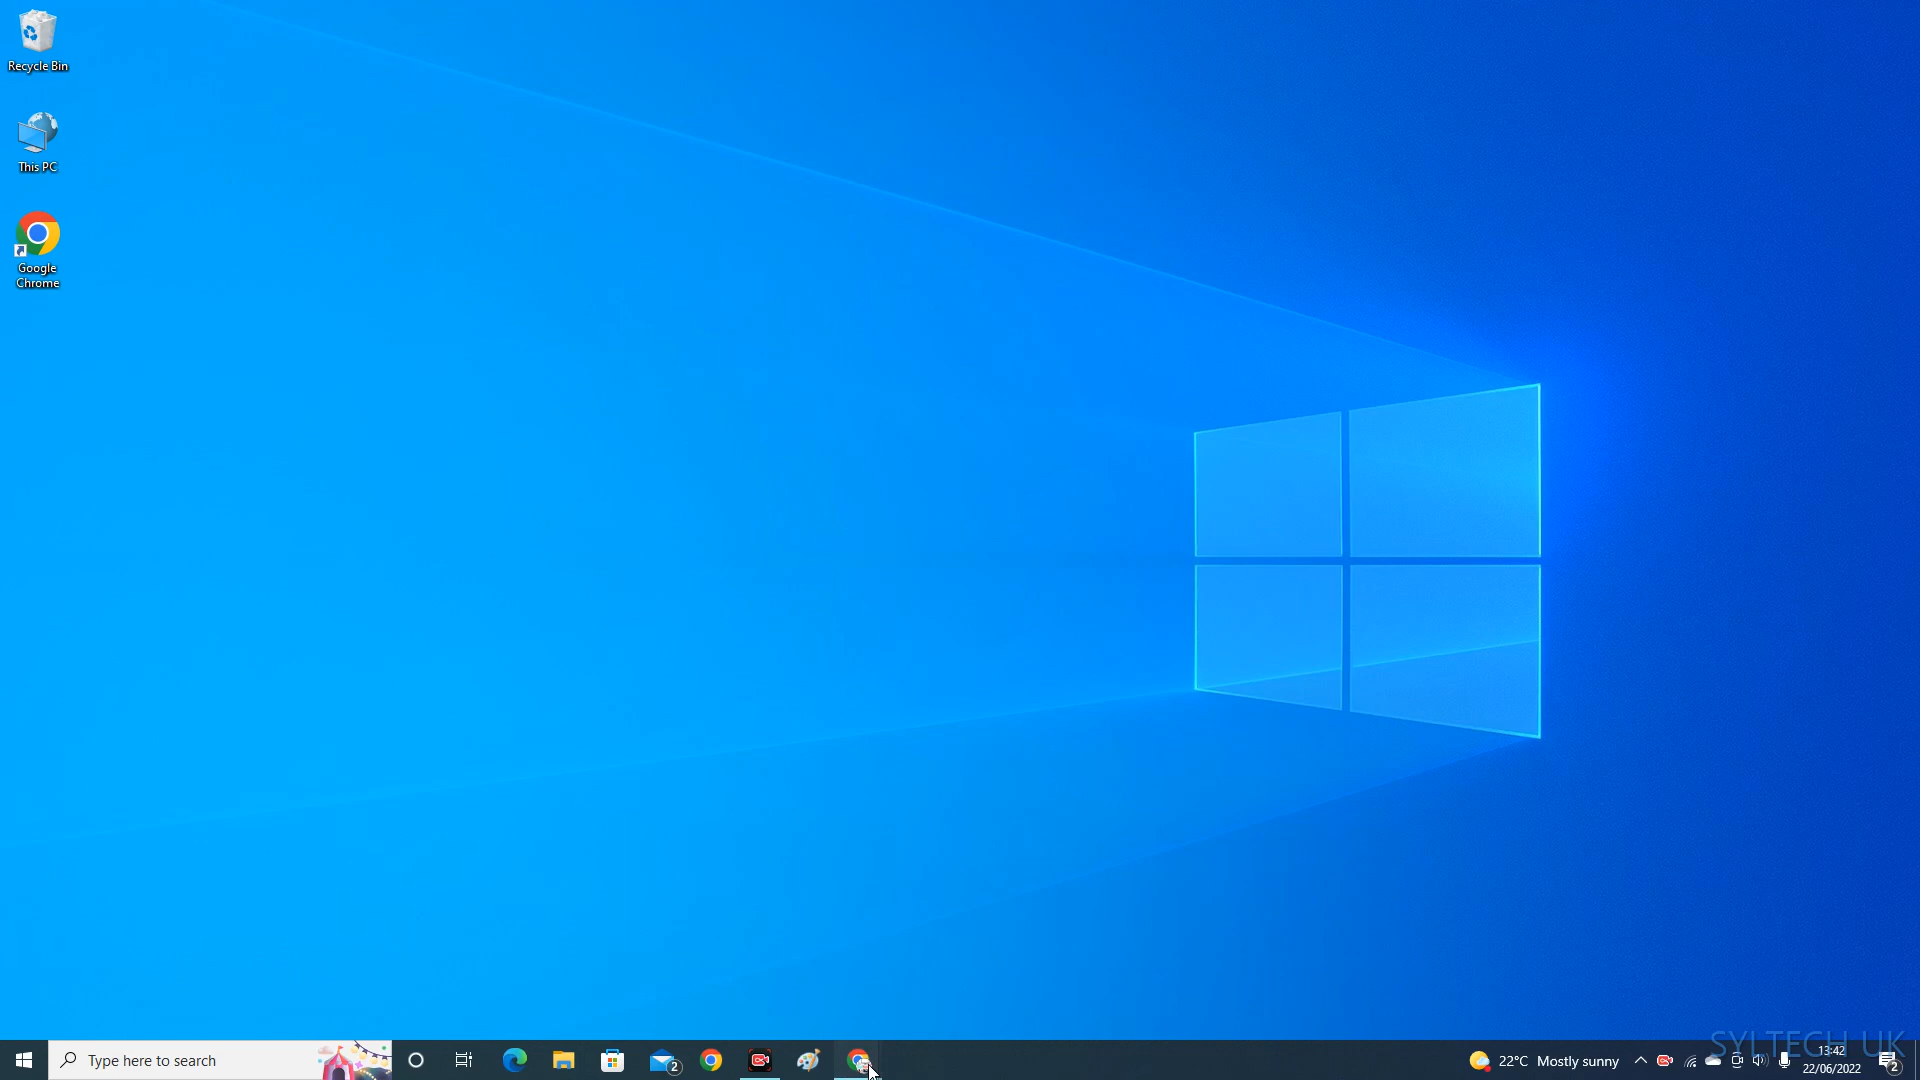 Recycle Bin
This PC
Google
Chrome
Type here to search
2
22°C Mostly sunny
SYLTECH UK
13:42
22/06/2022
2